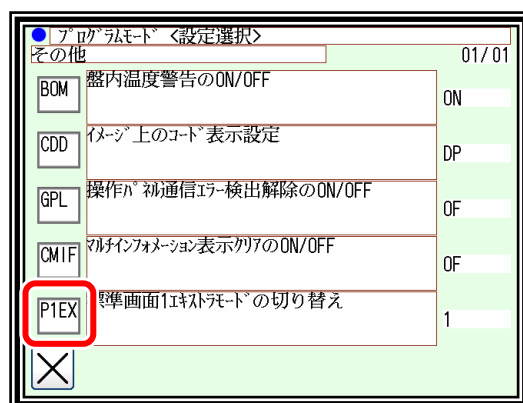 ﾌﾟﾛｸﾞﾗﾑﾓｰﾄﾞ〈設定選択〉
その他 01/01
BOM 盤内温度警告のON/OFF ON
CDD ｲﾒｰｼﾞ上のｺｰﾄﾞ表示設定 DP
GPL 操作ﾊﾟﾈﾙ通信ｴﾗｰ検出解除のON/OFF OF
CMIF ﾏﾙﾁｲﾝﾌｫﾒｰｼｮﾝ表示ｸﾘｱのON/OFF OF
P1EX 標準画面1ｴｷｽﾄﾗﾓｰﾄﾞの切り替え 1